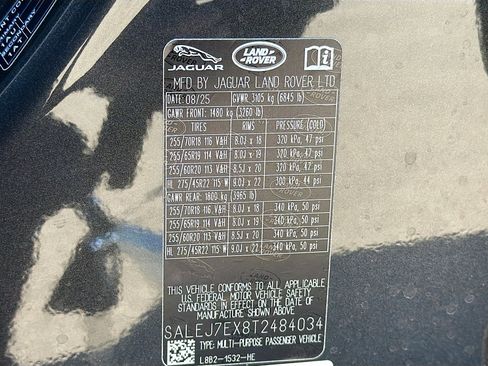 JAGUAR
LAND ROVER
MFD BY JAGUAR LAND ROVER LTD
DATE: 08/25 GVWR 3105 kg (6845 lb)
GAWR FRONT: 1480 kg (3260 lb)
TIRES RIMS PRESSURE (COLD)
255/70R18 116 V&H 8.0J x 18 320 kPa, 47 psi
255/65R19 114 V&H 8.0J x 19 320 kPa, 47 psi
255/60R20 113 V&H 8.5J x 20 320 kPa, 42 psi
HL 275/45R22 115 W 9.0J x 22 300 kPa, 44 psi
GAWR REAR: 1800 kg (3965 lb)
255/70R18 116 V&H 8.0J x 18 340 kPa, 50 psi
255/65R19 114 V&H 8.0J x 19 340 kPa, 50 psi
255/60R20 113 V&H 8.5J x 20 340 kPa, 50 psi
HL 275/45R22 115 W 9.0J x 22 340 kPa, 50 psi
THIS VEHICLE CONFORMS TO ALL APPLICABLE
U.S. FEDERAL MOTOR VEHICLE SAFETY STANDARDS
IN EFFECT ON THE DATE OF MANUFACTURE SHOWN ABOVE
SALEJ7EX8T2484034
TYPE: MULTI-PURPOSE PASSENGER VEHICLE
L8B2-1532-HE